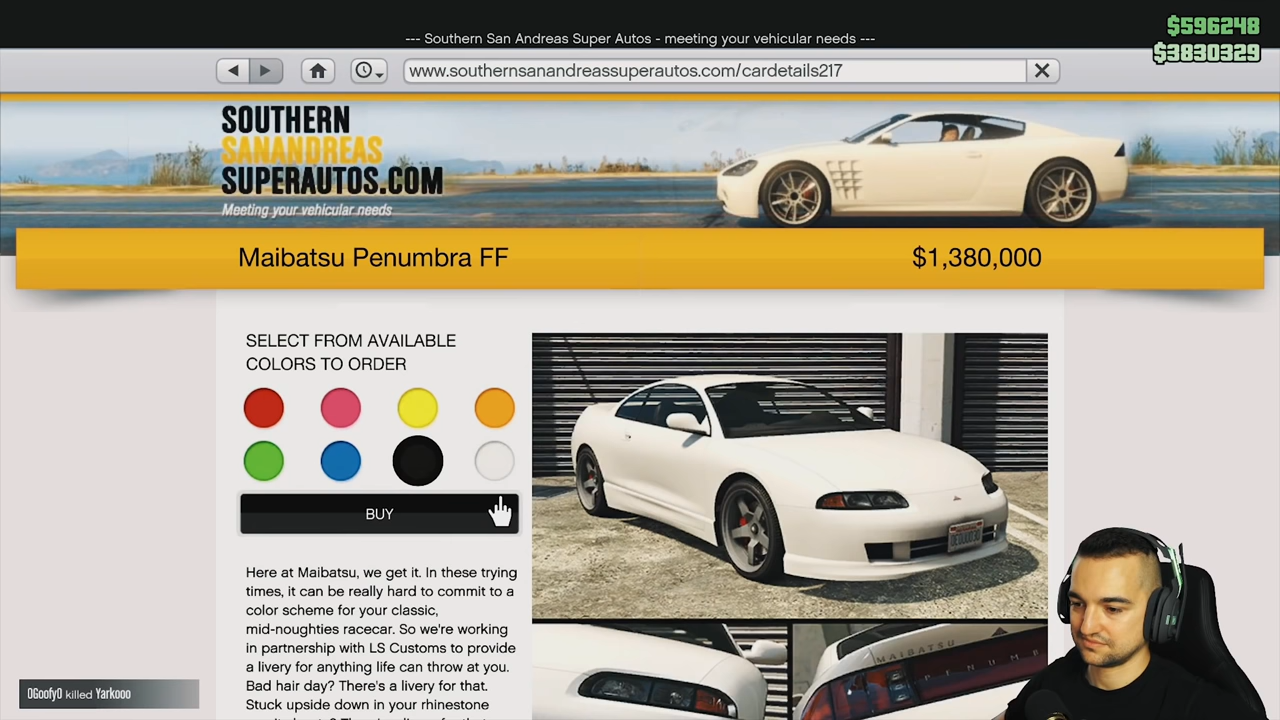 --- Southern San Andreas Super Autos - meeting your vehicular needs ---
$596248
$3830329
www.southernsanandreassuperautos.com/cardetails217
SOUTHERN
SANANDREAS
SUPERAUTOS.COM
Meeting your vehicular needs
Maibatsu Penumbra FF
$1,380,000
SELECT FROM AVAILABLE
COLORS TO ORDER
BUY
Here at Maibatsu, we get it. In these trying
times, it can be really hard to commit to a
color scheme for your classic,
mid-noughties racecar. So we're working
in partnership with LS Customs to provide
a livery for anything life can throw at you.
Bad hair day? There's a livery for that.
Stuck upside down in your rhinestone
MAIBATSU
PENUMB
0Goofy0 killed Yarkooo